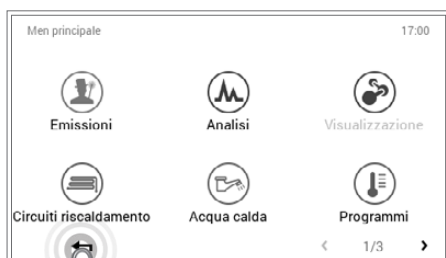 Men principale 17:00
Emissioni Analisi Visualizzazione
Circuiti riscaldamento Acqua calda Programmi
1/3